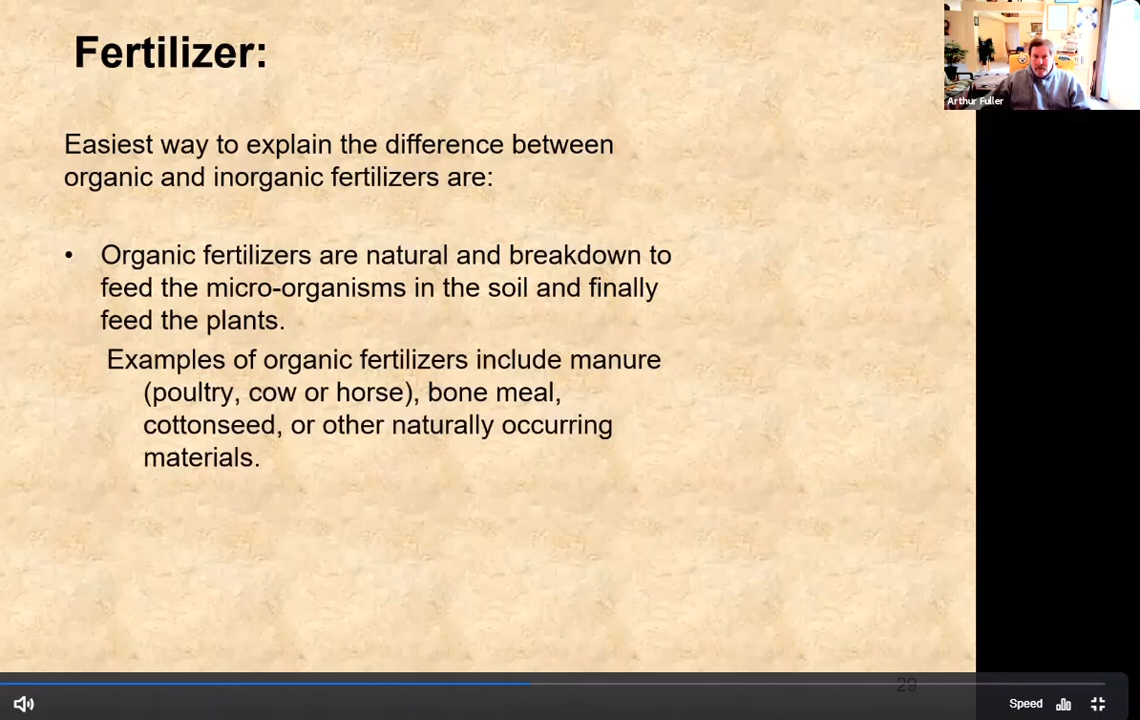 Fertilizer:
Arthur Fuller
Easiest way to explain the difference between
organic and inorganic fertilizers are:
• Organic fertilizers are natural and breakdown to
feed the micro-organisms in the soil and finally
feed the plants.
Examples of organic fertilizers include manure
(poultry, cow or horse), bone meal,
cottonseed, or other naturally occurring
materials.
29
Speed